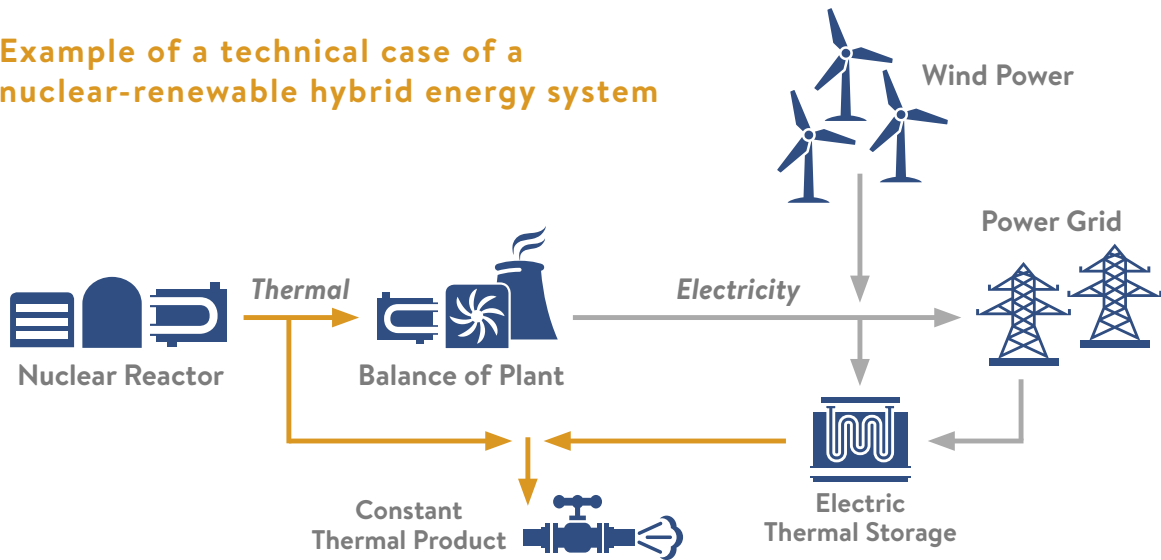 Example of a technical case of a
nuclear-renewable hybrid energy system
Wind Power
Power Grid
Thermal
Electricity
Nuclear Reactor
Balance of Plant
Constant
Thermal Product
Electric
Thermal Storage